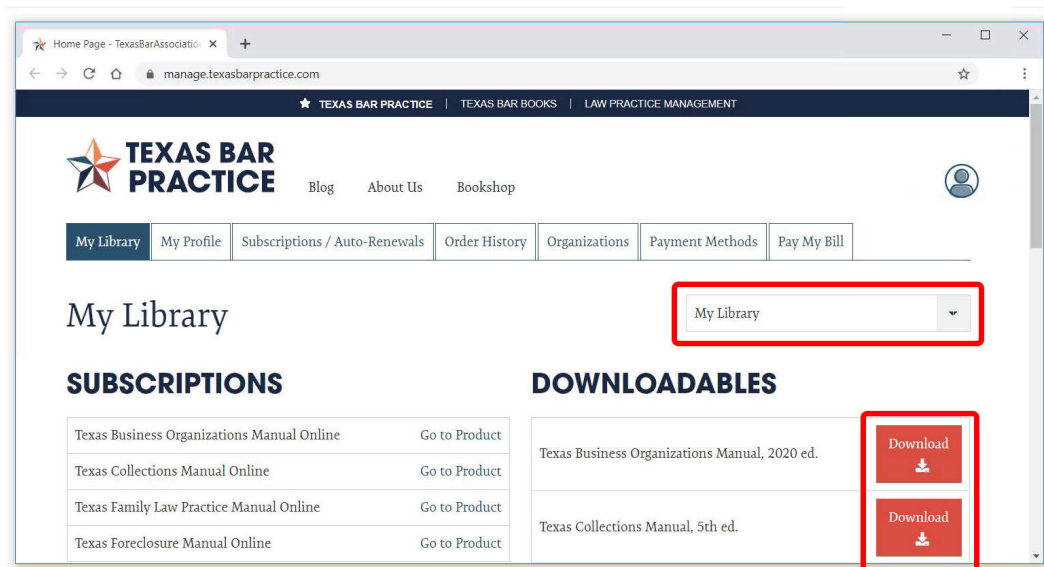 Home Page - TexasBarAssociatio
manage.texasbarpractice.com
TEXAS BAR PRACTICE | TEXAS BAR BOOKS | LAW PRACTICE MANAGEMENT
TEXAS BAR
PRACTICE
Blog About Us Bookshop
My Library My Profile Subscriptions / Auto-Renewals Order History Organizations Payment Methods Pay My Bill
My Library
My Library
SUBSCRIPTIONS
Texas Business Organizations Manual Online Go to Product
Texas Collections Manual Online Go to Product
Texas Family Law Practice Manual Online Go to Product
Texas Foreclosure Manual Online Go to Product
DOWNLOADABLES
Texas Business Organizations Manual, 2020 ed. Download
Texas Collections Manual, 5th ed. Download